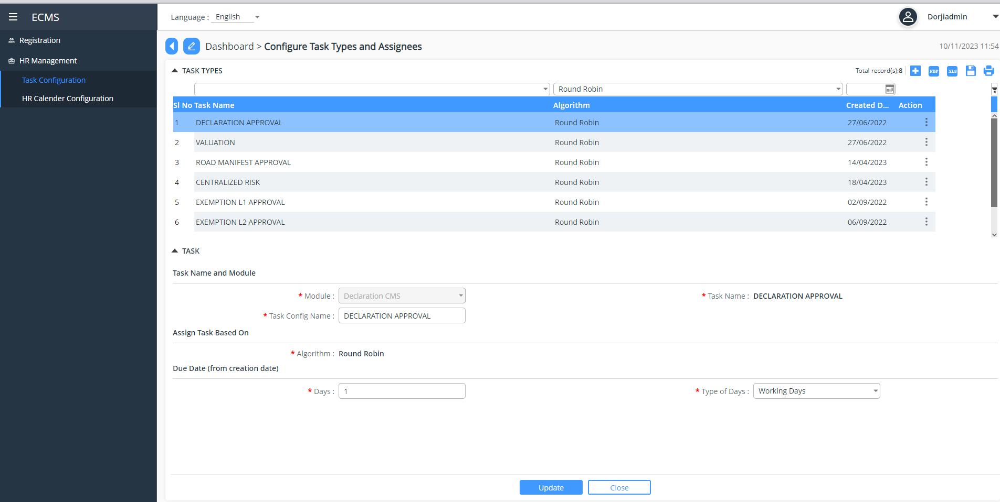 ECMS
Language : English
Dorjiadmin
Registration
HR Management
Task Configuration
HR Calender Configuration
Dashboard > Configure Task Types and Assignees
10/11/2023 11:54
TASK TYPES
Total record(s):8
PDF
XLS
Round Robin
Sl No Task Name Algorithm Created D... Action
1 DECLARATION APPROVAL Round Robin 27/06/2022
2 VALUATION Round Robin 27/06/2022
3 ROAD MANIFEST APPROVAL Round Robin 14/04/2023
4 CENTRALIZED RISK Round Robin 18/04/2023
5 EXEMPTION L1 APPROVAL Round Robin 02/09/2022
6 EXEMPTION L2 APPROVAL Round Robin 06/09/2022
TASK
Task Name and Module
* Module : Declaration CMS
* Task Name : DECLARATION APPROVAL
* Task Config Name : DECLARATION APPROVAL
Assign Task Based On
* Algorithm : Round Robin
Due Date (from creation date)
* Days : 1
* Type of Days : Working Days
Update
Close